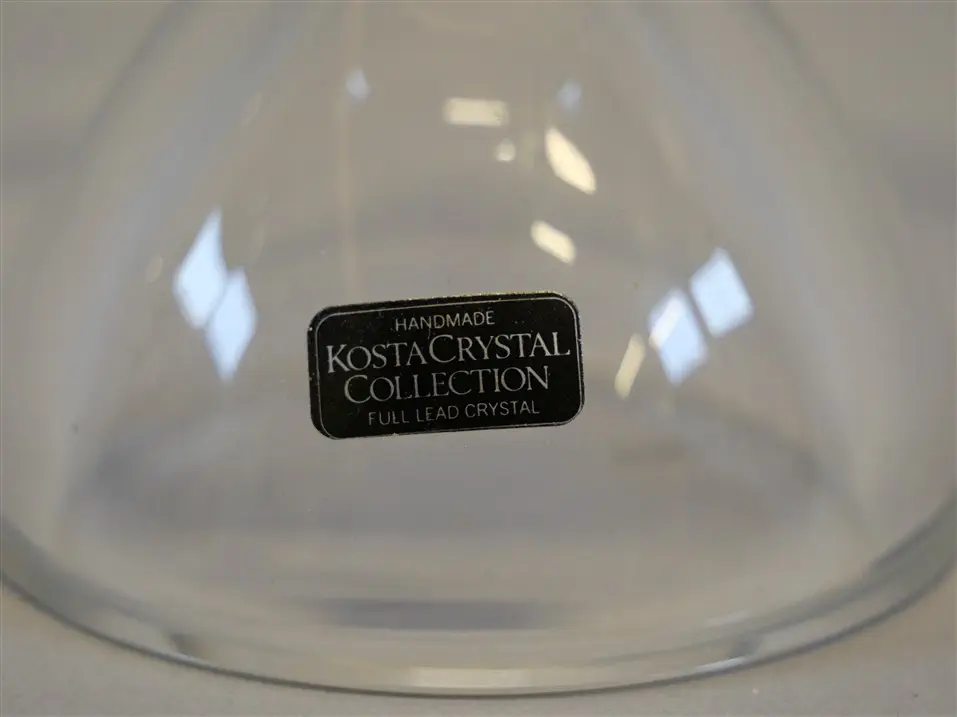 HANDMADE
KOSTA CRYSTAL
COLLECTION
FULL LEAD CRYSTAL